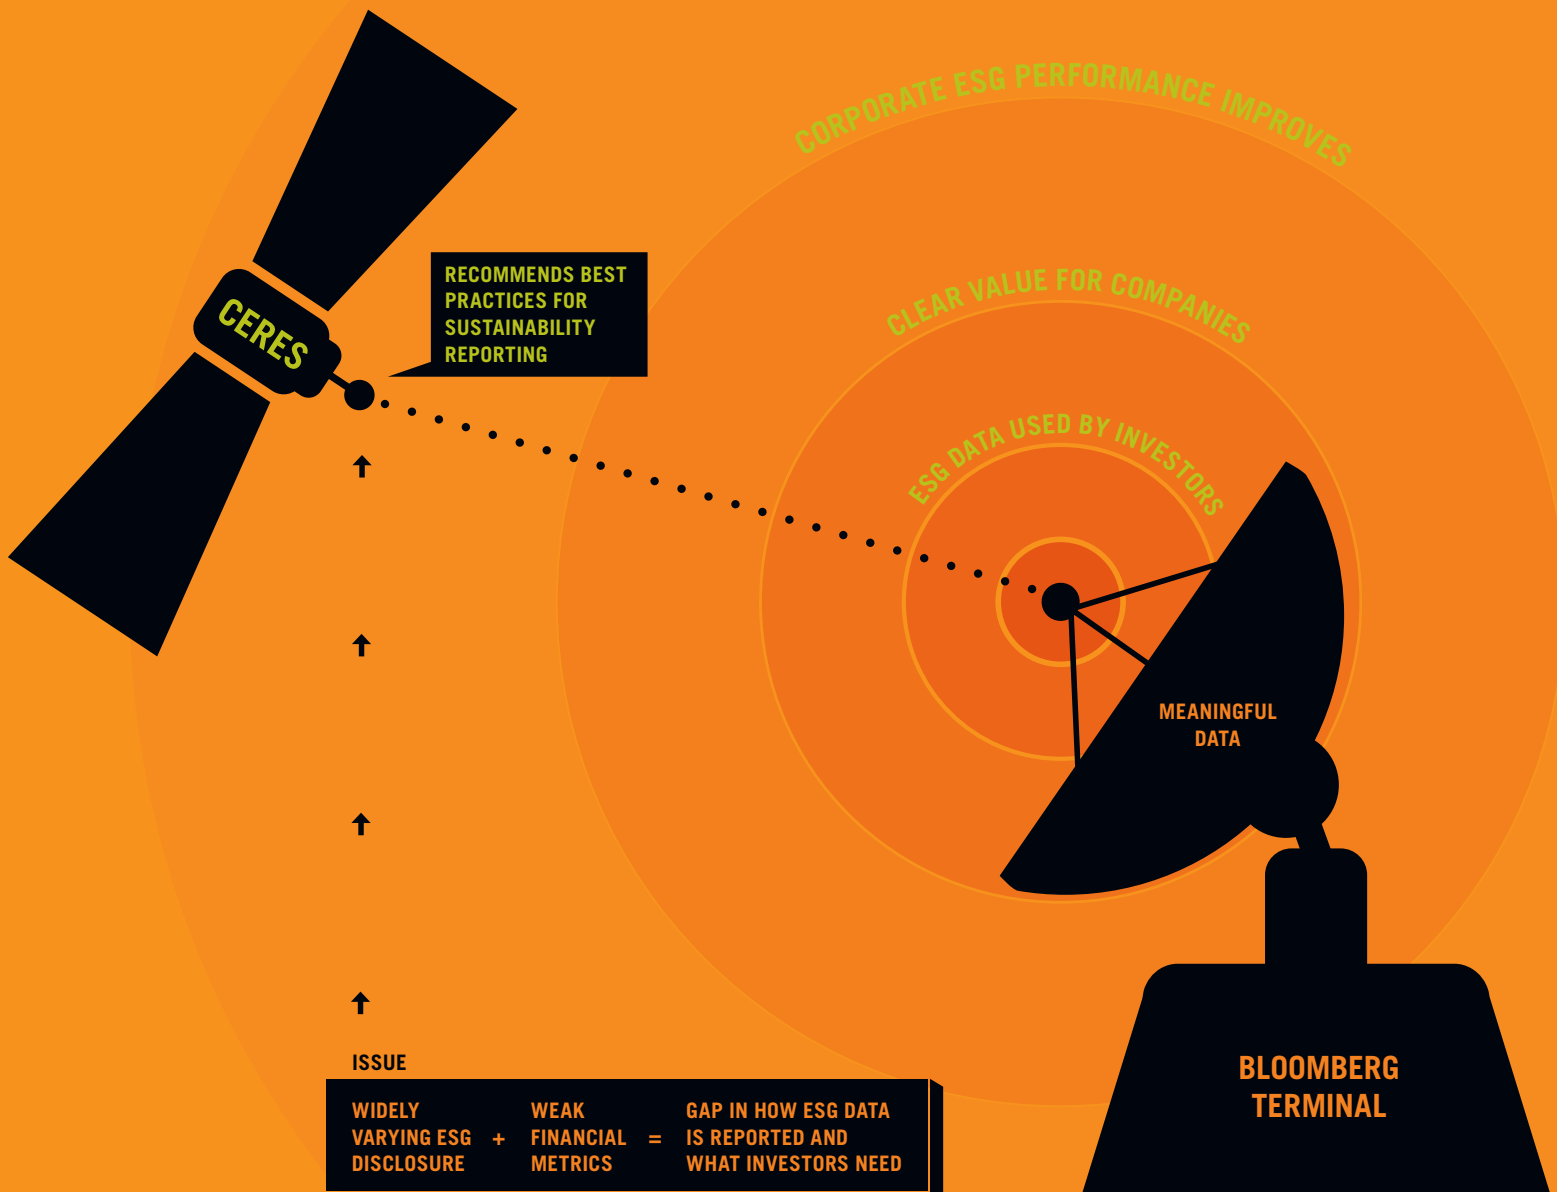 CORPORATE ESG PERFORMANCE IMPROVES
RECOMMENDS BEST
PRACTICES FOR
SUSTAINABILITY
REPORTING
CERES
CLEAR VALUE FOR COMPANIES
ESG DATA USED BY INVESTORS
MEANINGFUL
DATA
BLOOMBERG
TERMINAL
ISSUE
WIDELY
VARYING ESG
DISCLOSURE
+
WEAK
FINANCIAL
METRICS
=
GAP IN HOW ESG DATA
IS REPORTED AND
WHAT INVESTORS NEED